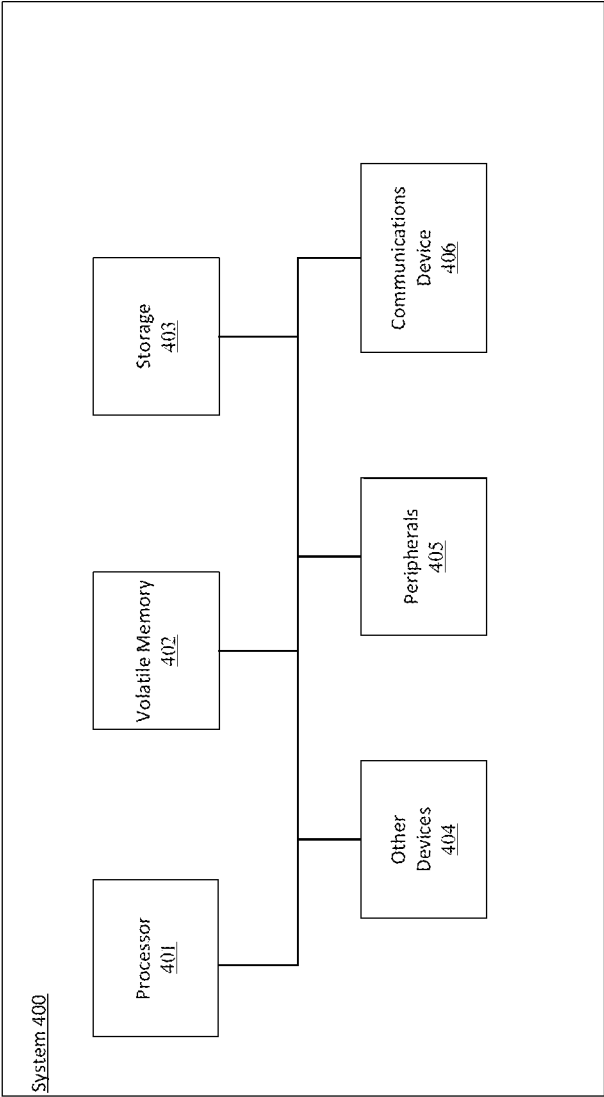 System 400
Processor
401
Volatile Memory
402
Storage
403
Other
Devices
404
Peripherals
405
Communications
Device
406